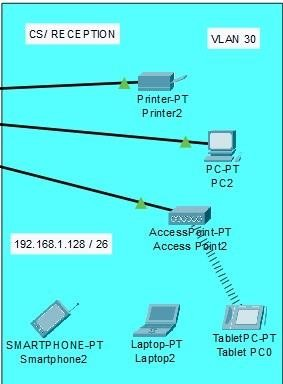 CS/ RECEPTION
VLAN 30
Printer-PT
Printer2
PC-PT
PC2
AccessPoint-PT
Access Point2
192.168.1.128 / 26
SMARTPHONE-PT
Smartphone2
Laptop-PT
Laptop2
TabletPC-PT
Tablet PC0